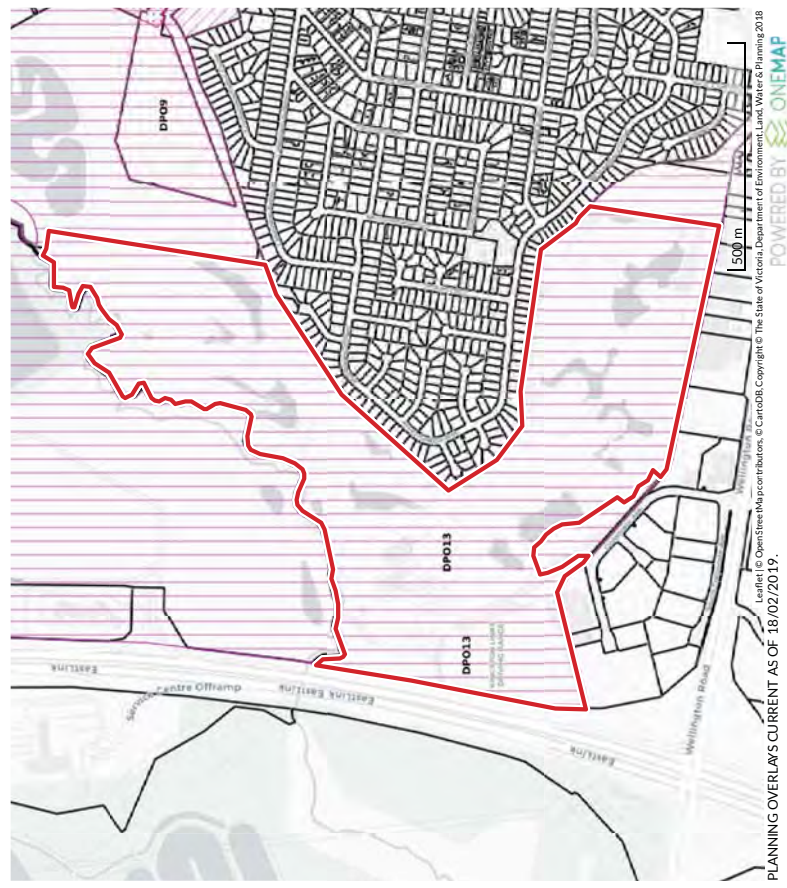 DPO9
DPO13
DPO13
EastLink
Service Centre Offramp
EastLink EastLink
EastLink
Wellington Road
500 m
Leaflet | © OpenStreetMap contributors, © CartoDB, Copyright © The State of Victoria, Department of Environment, Land, Water & Planning 2018
POWERED BY ONEMAP
PLANNING OVERLAYS CURRENT AS OF 18/02/2019.